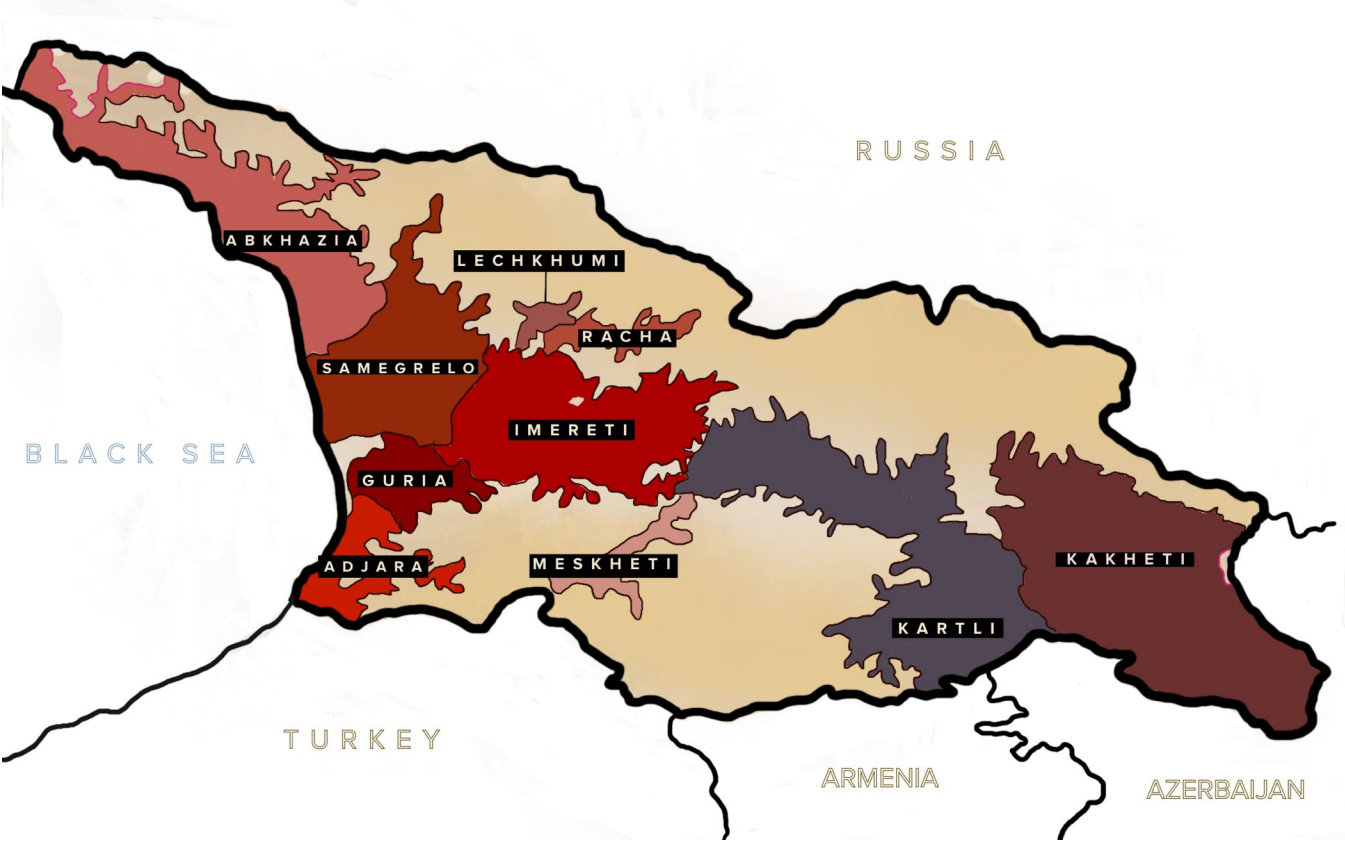 RUSSIA
ABKHAZIA
LECHKHUMI
RACHA
SAMEGRELO
IMERETI
BLACK SEA
GURIA
KAKHETI
MESKHETI
ADJARA
KARTLI
TURKEY
ARMENIA
AZERBAIJAN